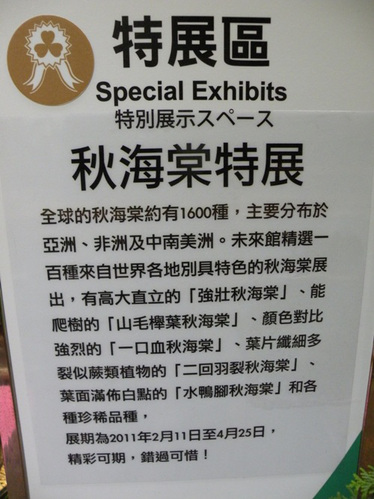 特展區
Special Exhibits
特別展示スペース
秋海棠特展
全球的秋海棠約有1600種，主要分布於
亞洲、非洲及中南美洲。未來館精選一
百種來自世界各地別具特色的秋海棠展
出，有高大直立的「強壯秋海棠」、能
爬樹的「山毛櫸葉秋海棠」、顏色對比
強烈的「一口血秋海棠」、葉片纖細多
裂似蕨類植物的「二回羽裂秋海棠」、
葉面滿佈白點的「水鴨腳秋海棠」和各
種珍稀品種，
展期為2011年2月11日至4月25日，
精彩可期，錯過可惜！